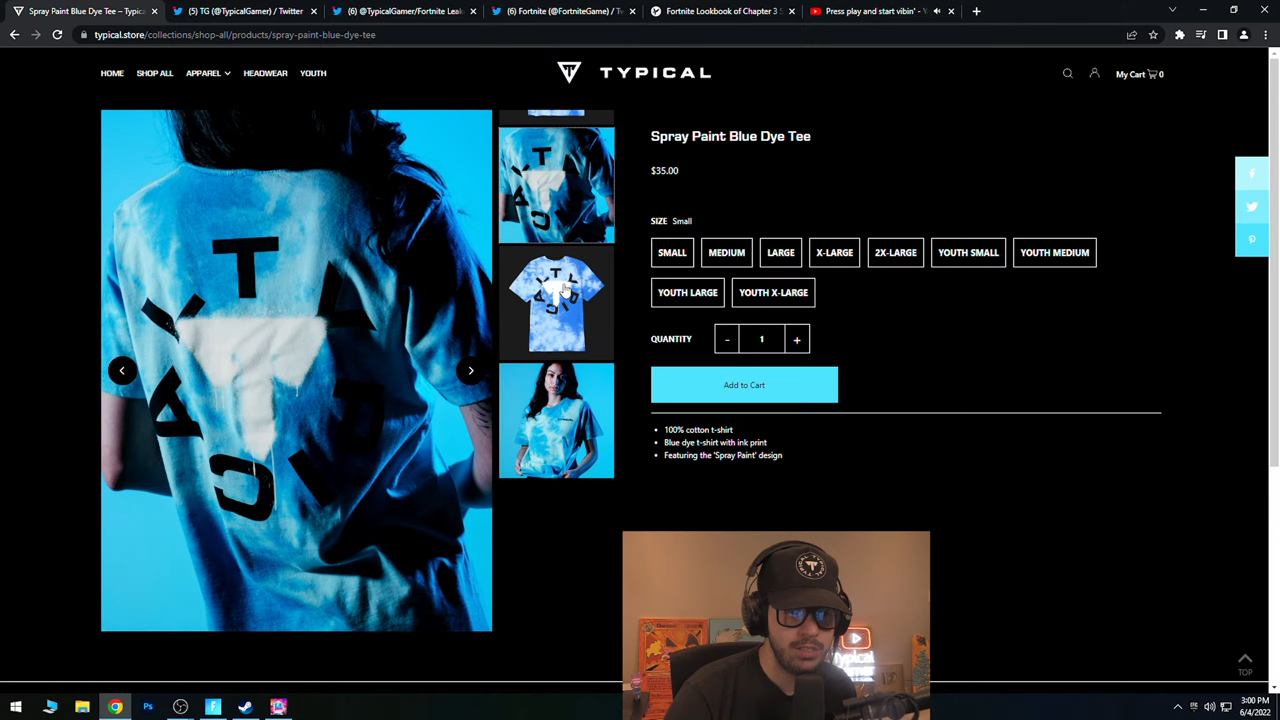 Spray Paint Blue Dye Tee – Typica
(5) TG (@TypicalGamer) / Twitter
(6) @TypicalGamer/Fortnite Leak
(6) Fortnite (@FortniteGame) / Tw
Fortnite Lookbook of Chapter 3 S
Press play and start vibin' -
typical.store/collections/shop-all/products/spray-paint-blue-dye-tee
HOME
SHOP ALL
APPAREL
HEADWEAR
YOUTH
TYPICAL
My Cart 0
Spray Paint Blue Dye Tee
$35.00
SIZE Small
SMALL
MEDIUM
LARGE
X-LARGE
2X-LARGE
YOUTH SMALL
YOUTH MEDIUM
YOUTH LARGE
YOUTH X-LARGE
QUANTITY
- 1 +
Add to Cart
100% cotton t-shirt
Blue dye t-shirt with ink print
Featuring the 'Spray Paint' design
TYPICAL
typical
TOP
3:00 PM
6/4/2022